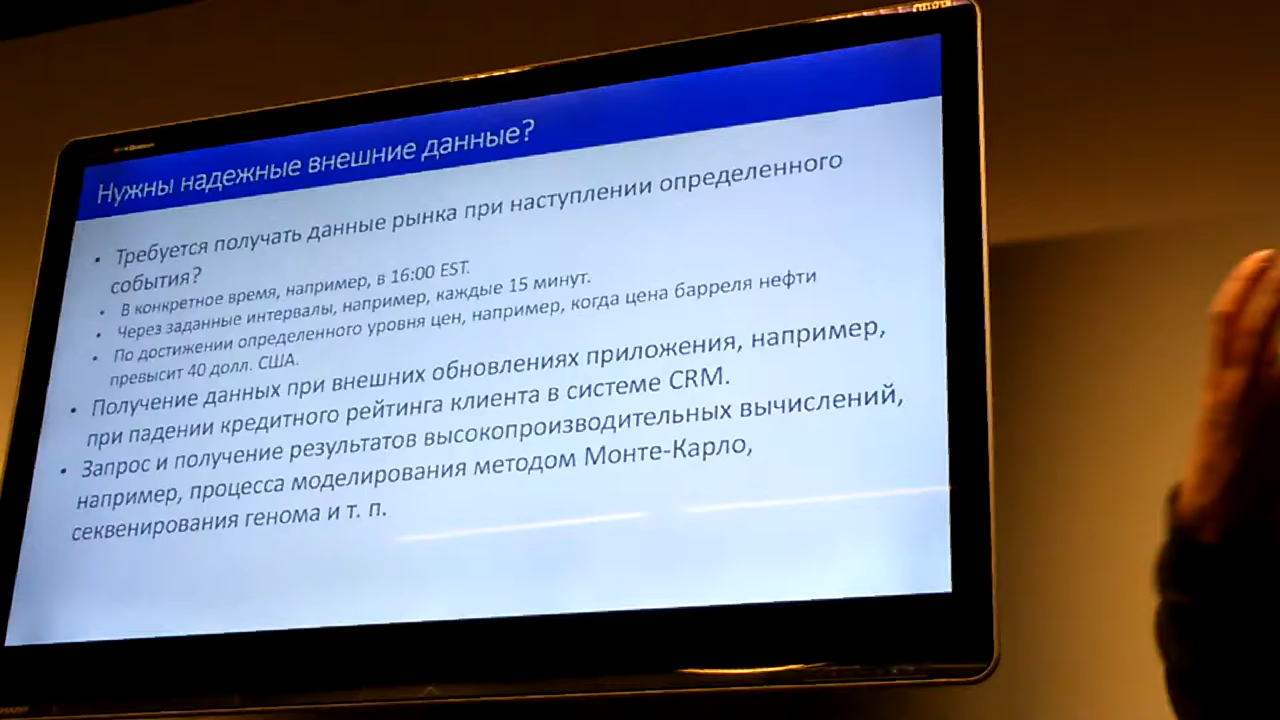 Нужны надежные внешние данные?
• Требуется получать данные рынка при наступлении определенного
события?
• В конкретное время, например, в 16:00 EST.
• Через заданные интервалы, например, каждые 15 минут.
• По достижении определенного уровня цен, например, когда цена барреля нефти
превысит 40 долл. США.
• Получение данных при внешних обновлениях приложения, например,
при падении кредитного рейтинга клиента в системе CRM.
• Запрос и получение результатов высокопроизводительных вычислений,
например, процесса моделирования методом Монте-Карло,
секвенирования генома и т. п.